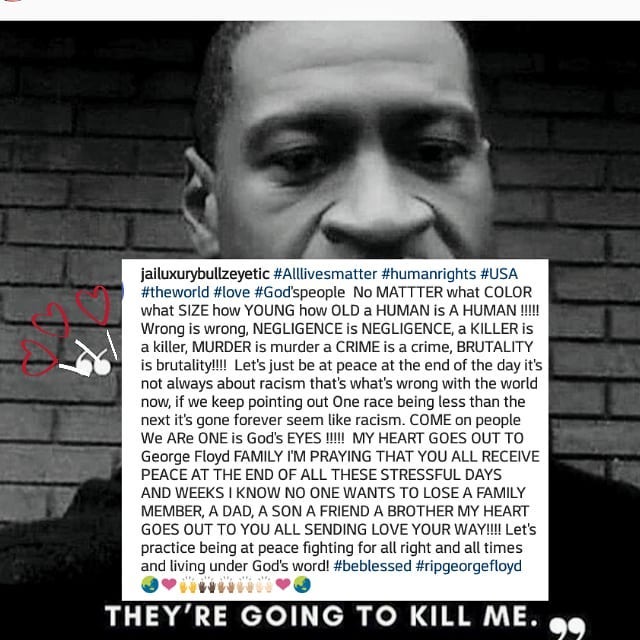 jailuxurybullzeyetic #Alllivesmatter #humanrights #USA
#theworld #love #God'speople No MATTTER what COLOR
what SIZE how YOUNG how OLD a HUMAN is A HUMAN !!!!!
Wrong is wrong, NEGLIGENCE is NEGLIGENCE, a KILLER is
a killer, MURDER is murder a CRIME is a crime, BRUTALITY
is brutality!!!! Let's just be at peace at the end of the day it's
not always about racism that's what's wrong with the world
now, if we keep pointing out One race being less than the
next it's gone forever seem like racism. COME on people
We ARe ONE is God's EYES !!!!! MY HEART GOES OUT TO
George Floyd FAMILY I'M PRAYING THAT YOU ALL RECEIVE
PEACE AT THE END OF ALL THESE STRESSFUL DAYS
AND WEEKS I KNOW NO ONE WANTS TO LOSE A FAMILY
MEMBER, A DAD, A SON A FRIEND A BROTHER MY HEART
GOES OUT TO YOU ALL SENDING LOVE YOUR WAY!!!! Let's
practice being at peace fighting for all right and all times
and living under God's word! #beblessed #ripgeorgefloyd
🌏❤🙌🙌🏿🙌🏾🙌🏽🙌🏼🙌🏻❤🌏
“
THEY'RE GOING TO KILL ME. ”